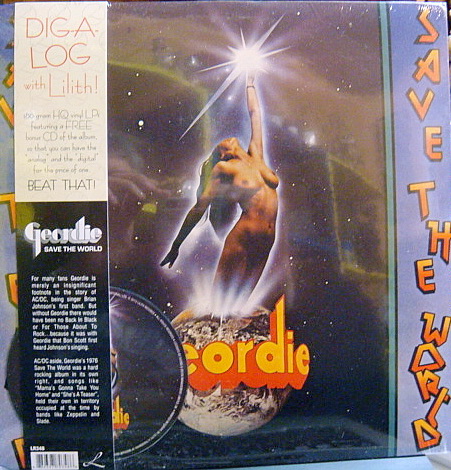 DIG-A-
LOG
with Lilith!
180 gram HQ vinyl LPs
featuring a FREE
bonus CD of the album,
so that you can have the
"analog" and the "digital"
for the price of one.
BEAT THAT!
Geordie
SAVE THE WORLD
For many fans Geordie is
merely an insignificant
footnote in the story of
AC/DC, being singer Brian
Johnson's first band. But
without Geordie there would
have been no Back In Black
or For Those About To
Rock...because it was with
Geordie that Bon Scott first
heard Johnson's singing.
AC/DC aside, Geordie's 1976
Save The World was a hard
rocking album in its own
right, and songs like
"Mama's Gonna Take You
Home" and "She's A Teaser",
held their own in territory
occupied at the time by
bands like Zeppelin and
Slade.
LR349
L
Geordie
SAVE THE WORLD